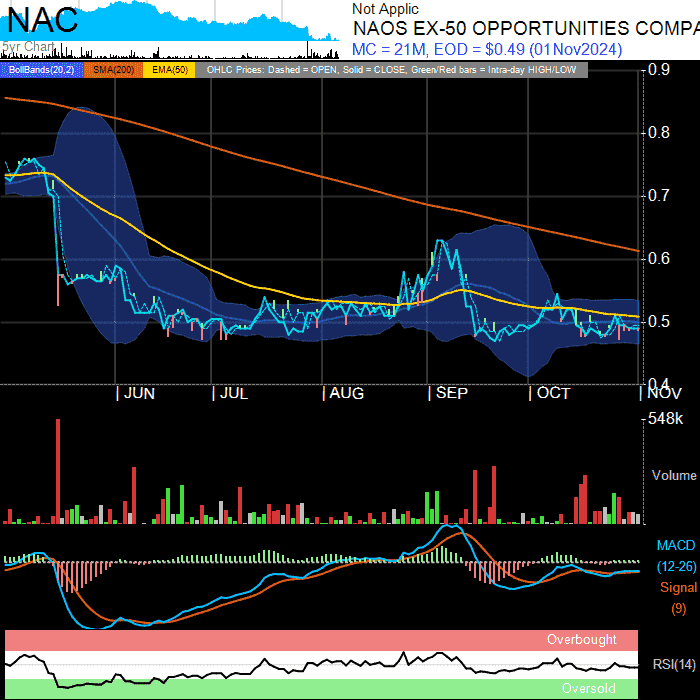 NAC
Not Applic
NAOS EX-50 OPPORTUNITIES COMPA
5yr Chart
MC = 21M, EOD = $0.49 (01Nov2024)
BollBands(20,2) SMA(200) EMA(50) OHLC Prices: Dashed = OPEN, Solid = CLOSE, Green/Red bars = Intra-day HIGH/LOW
0.9
0.8
0.7
0.6
0.5
0.4
| JUN | JUL | AUG | SEP | OCT | NOV
548k
Volume
MACD
(12-26)
Signal
(9)
Overbought
RSI(14)
Oversold